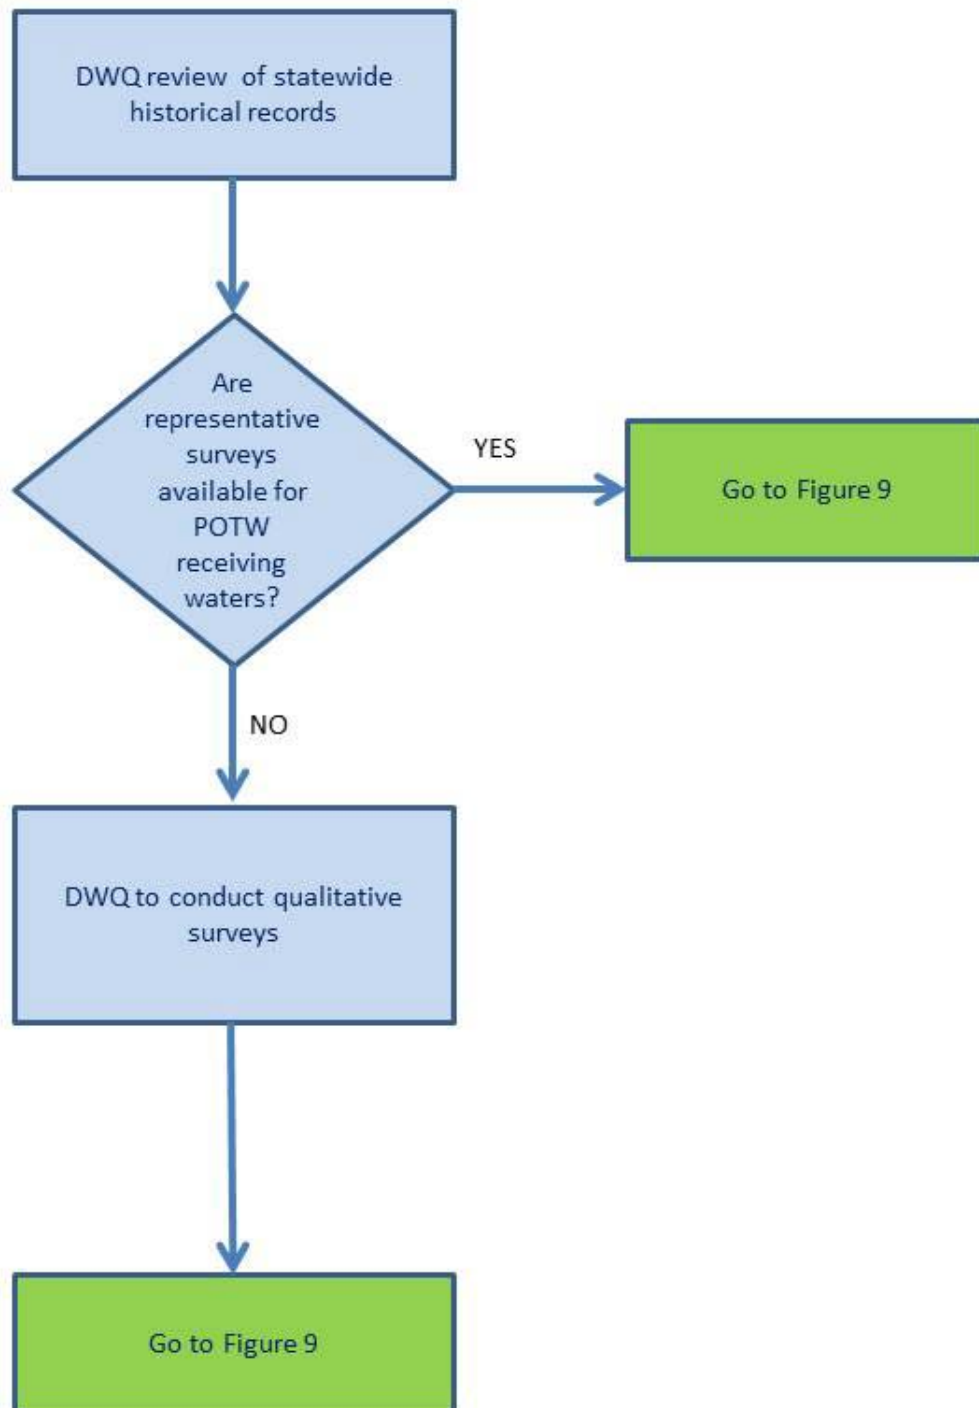 DWQ review of statewide
historical records
Are
representative
surveys
available for
POTW
receiving
waters?
YES
Go to Figure 9
NO
DWQ to conduct qualitative
surveys
Go to Figure 9